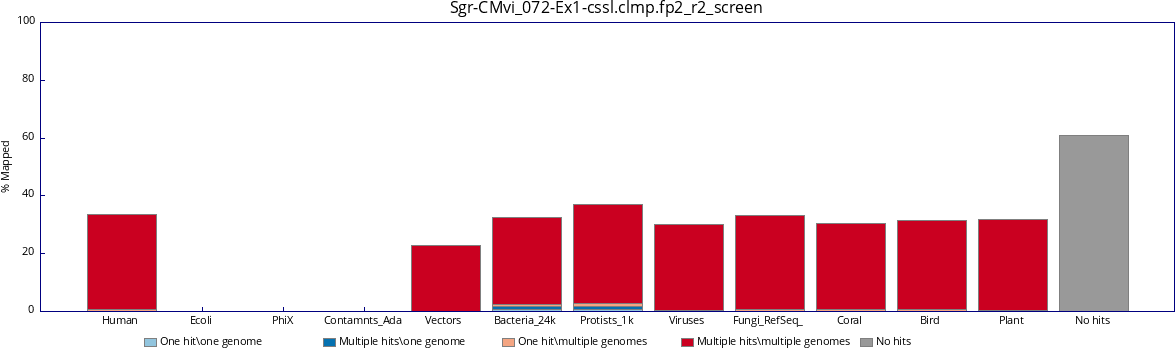 Sgr-CMvi_072-Ex1-cssl.clmp.fp2_r2_screen
100
80
60
40
20
0
% Mapped
Human Ecoli PhiX Contamnts_Ada Vectors Bacteria_24k Protists_1k Viruses Fungi_RefSeq_ Coral Bird Plant No hits
One hit\one genome Multiple hits\one genome One hit\multiple genomes Multiple hits\multiple genomes No hits